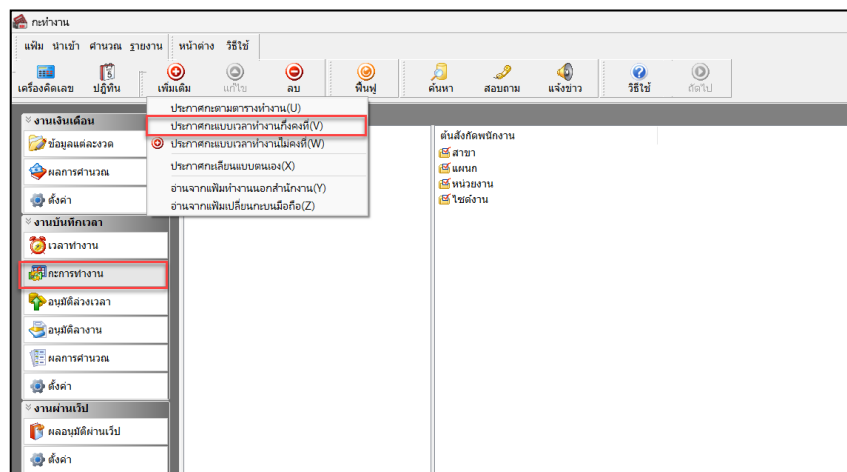 กะทำงาน
แฟ้ม นำเข้า คำนวณ รายงาน หน้าต่าง วิธีใช้
เครื่องคิดเลข ปฏิทิน เพิ่มเติม แก้ไข ลบ ฟื้นฟู ค้นหา สอบถาม แจ้งข่าว วิธีใช้ ถัดไป
ประกาศกะตามตารางทำงาน(U)
ประกาศกะแบบเวลาทำงานกึ่งคงที่(V)
ประกาศกะแบบเวลาทำงานไม่คงที่(W)
ประกาศกะเลียนแบบตนเอง(X)
อ่านจากแฟ้มทำงานนอกสำนักงาน(Y)
อ่านจากแฟ้มเปลี่ยนกะบนมือถือ(Z)
งานเงินเดือน
ข้อมูลแต่ละงวด
ผลการคำนวณ
ตั้งค่า
งานบันทึกเวลา
เวลาทำงาน
กะการทำงาน
อนุมัติล่วงเวลา
อนุมัติลางาน
ผลการคำนวณ
ตั้งค่า
งานผ่านเว็ป
ผลอนุมัติผ่านเว็ป
ตั้งค่า
ต้นสังกัดพนักงาน
สาขา
แผนก
หน่วยงาน
ไซต์งาน